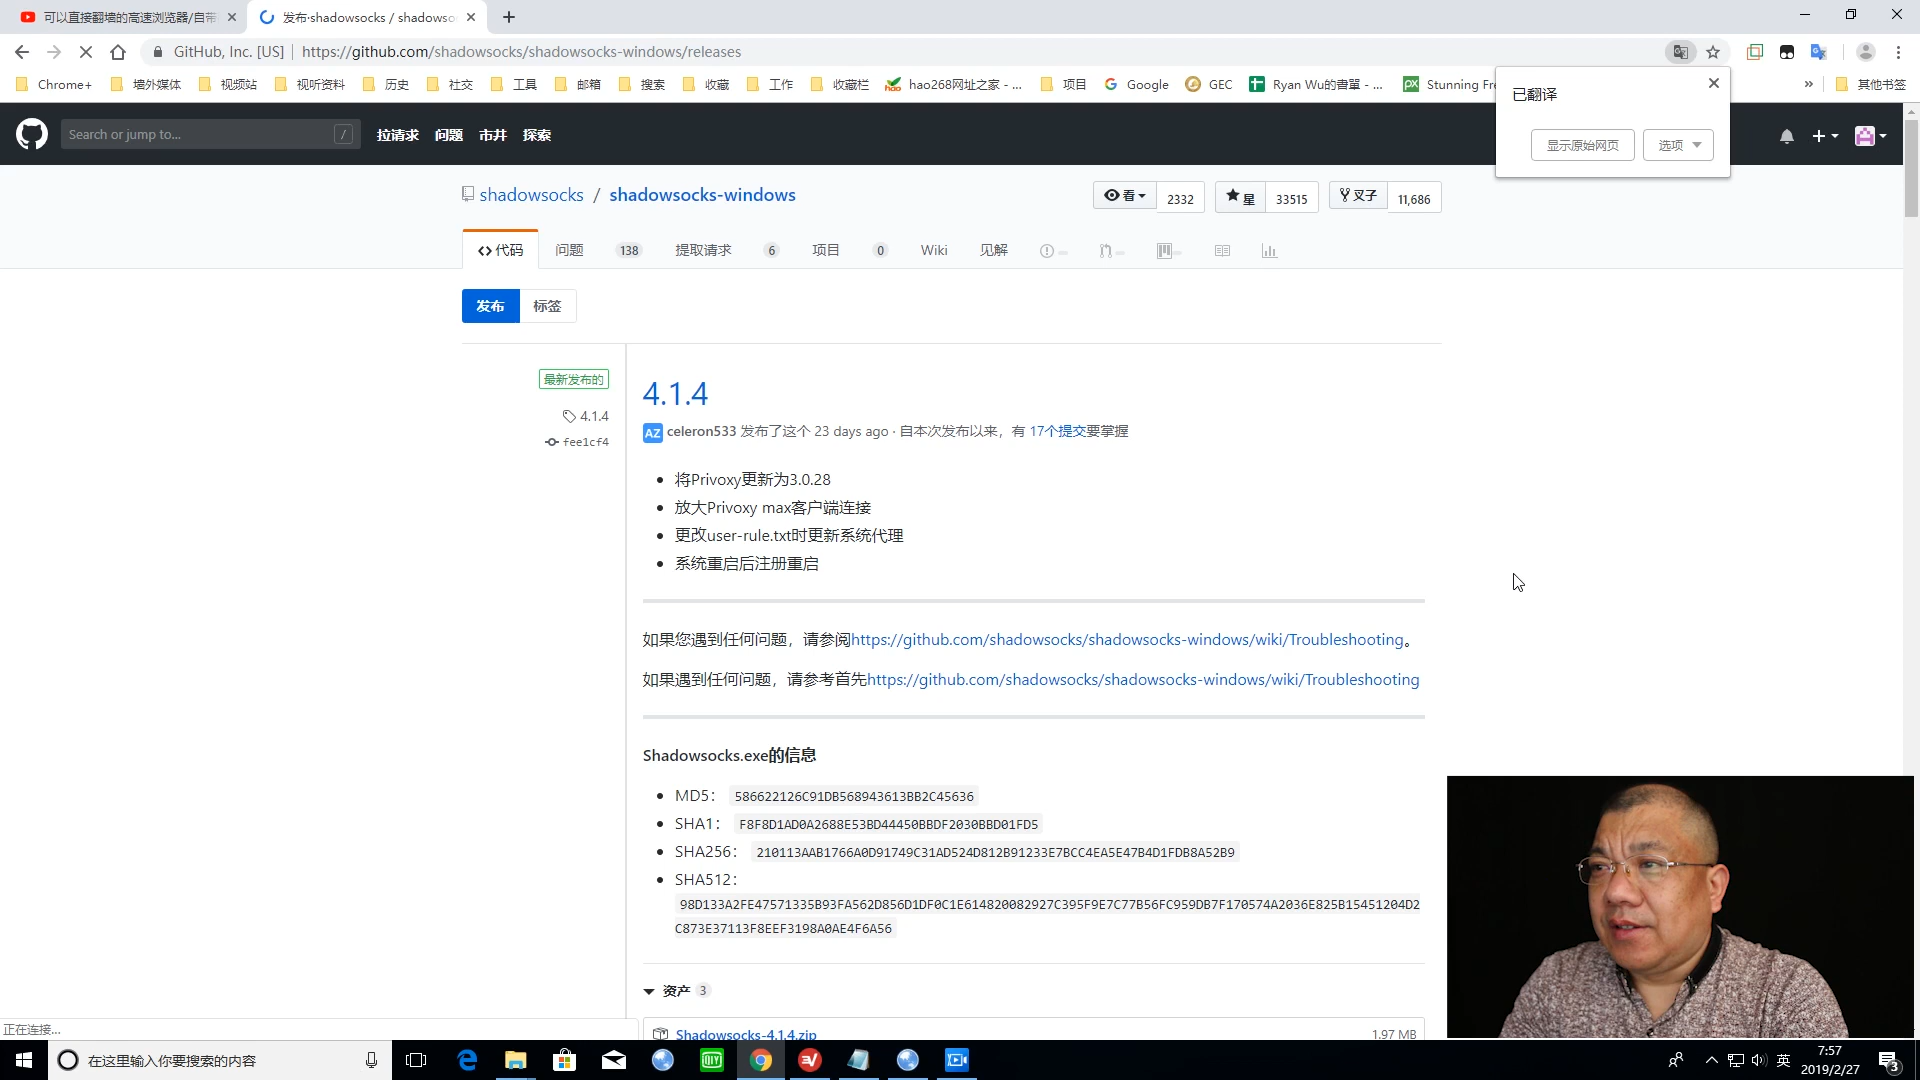 可以直接翻墙的高速浏览器/自带
发布·shadowsocks / shadowso
GitHub, Inc. [US] | https://github.com/shadowsocks/shadowsocks-windows/releases
Chrome+ 墙外媒体 视频站 视听资料 历史 社交 工具 邮箱 搜索 收藏 工作 收藏栏 hao268网址之家 - ... 项目 Google GEC Ryan Wu的書單 - ... Stunning Fre » 其他书签
已翻译
显示原始网页 选项
Search or jump to... /
拉请求 问题 市井 探索
shadowsocks / shadowsocks-windows
看 2332 星 33515 叉子 11,686
代码 问题 138 提取请求 6 项目 0 Wiki 见解
发布 标签
最新发布的
4.1.4
fee1cf4
4.1.4
AZ celeron533 发布了这个 23 days ago · 自本次发布以来，有 17个提交要掌握
将Privoxy更新为3.0.28
放大Privoxy max客户端连接
更改user-rule.txt时更新系统代理
系统重启后注册重启
如果您遇到任何问题，请参阅https://github.com/shadowsocks/shadowsocks-windows/wiki/Troubleshooting。
如果遇到任何问题，请参考首先https://github.com/shadowsocks/shadowsocks-windows/wiki/Troubleshooting
Shadowsocks.exe的信息
MD5： 586622126C91DB568943613BB2C45636
SHA1： F8F8D1AD0A2688E53BD44450BBDF2030BBD01FD5
SHA256： 210113AAB1766A0D91749C31AD524D812B91233E7BCC4EA5E47B4D1FDB8A52B9
SHA512：
98D133A2FE47571335B93FA562D856D1DF0C1E614820082927C395F9E7C77B56FC959DB7F170574A2036E825B15451204D2
C873E37113F8EEF3198A0AE4F6A56
资产 3
Shadowsocks-4.1.4.zip 1.97 MB
正在连接...
在这里输入你要搜索的内容
英
7:57
2019/2/27
3